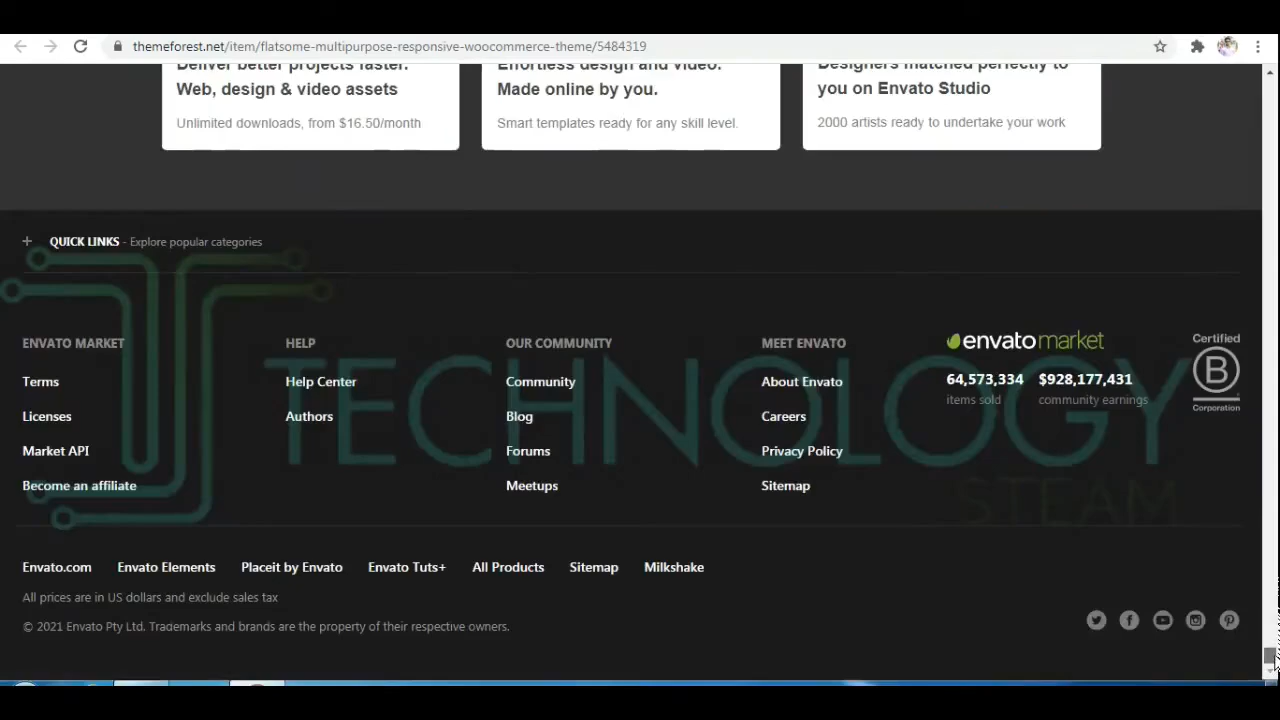 themeforest.net/item/flatsome-multipurpose-responsive-woocommerce-theme/5484319
Deliver better projects faster.
Web, design & video assets
Unlimited downloads, from $16.50/month
Effortless design and video.
Made online by you.
Smart templates ready for any skill level.
Designers matched perfectly to
you on Envato Studio
2000 artists ready to undertake your work
+ QUICK LINKS - Explore popular categories
ENVATO MARKET
Terms
Licenses
Market API
Become an affiliate
HELP
Help Center
Authors
OUR COMMUNITY
Community
Blog
Forums
Meetups
MEET ENVATO
About Envato
Careers
Privacy Policy
Sitemap
envato market
64,573,334 $928,177,431
items sold community earnings
Certified
B
Corporation
TECHNOLOGY
STEAM
Envato.com Envato Elements Placeit by Envato Envato Tuts+ All Products Sitemap Milkshake
All prices are in US dollars and exclude sales tax
© 2021 Envato Pty Ltd. Trademarks and brands are the property of their respective owners.